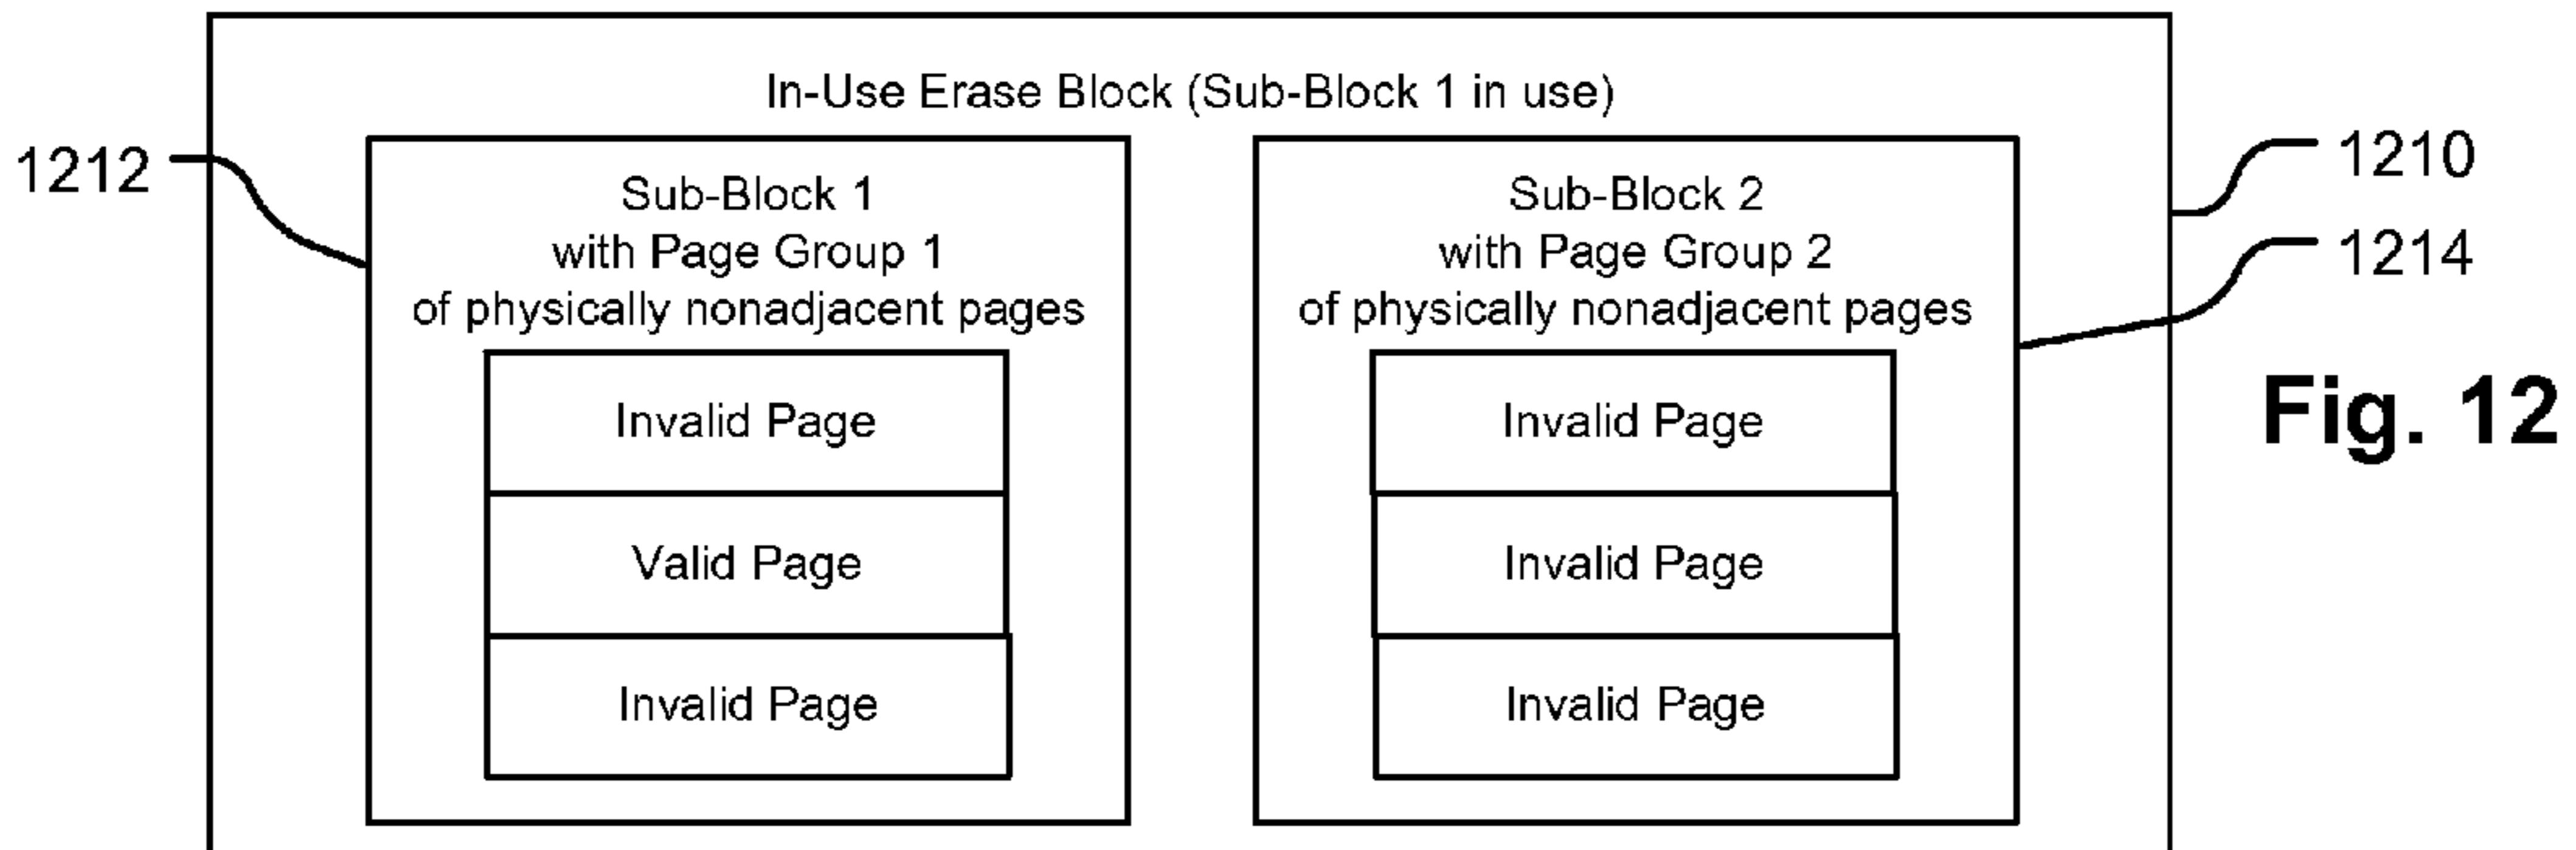 In-Use Erase Block (Sub-Block 1 in use)
1212
Sub-Block 1
with Page Group 1
of physically nonadjacent pages
Invalid Page
Valid Page
Invalid Page
Sub-Block 2
with Page Group 2
of physically nonadjacent pages
Invalid Page
Invalid Page
Invalid Page
1210
1214
Fig. 12